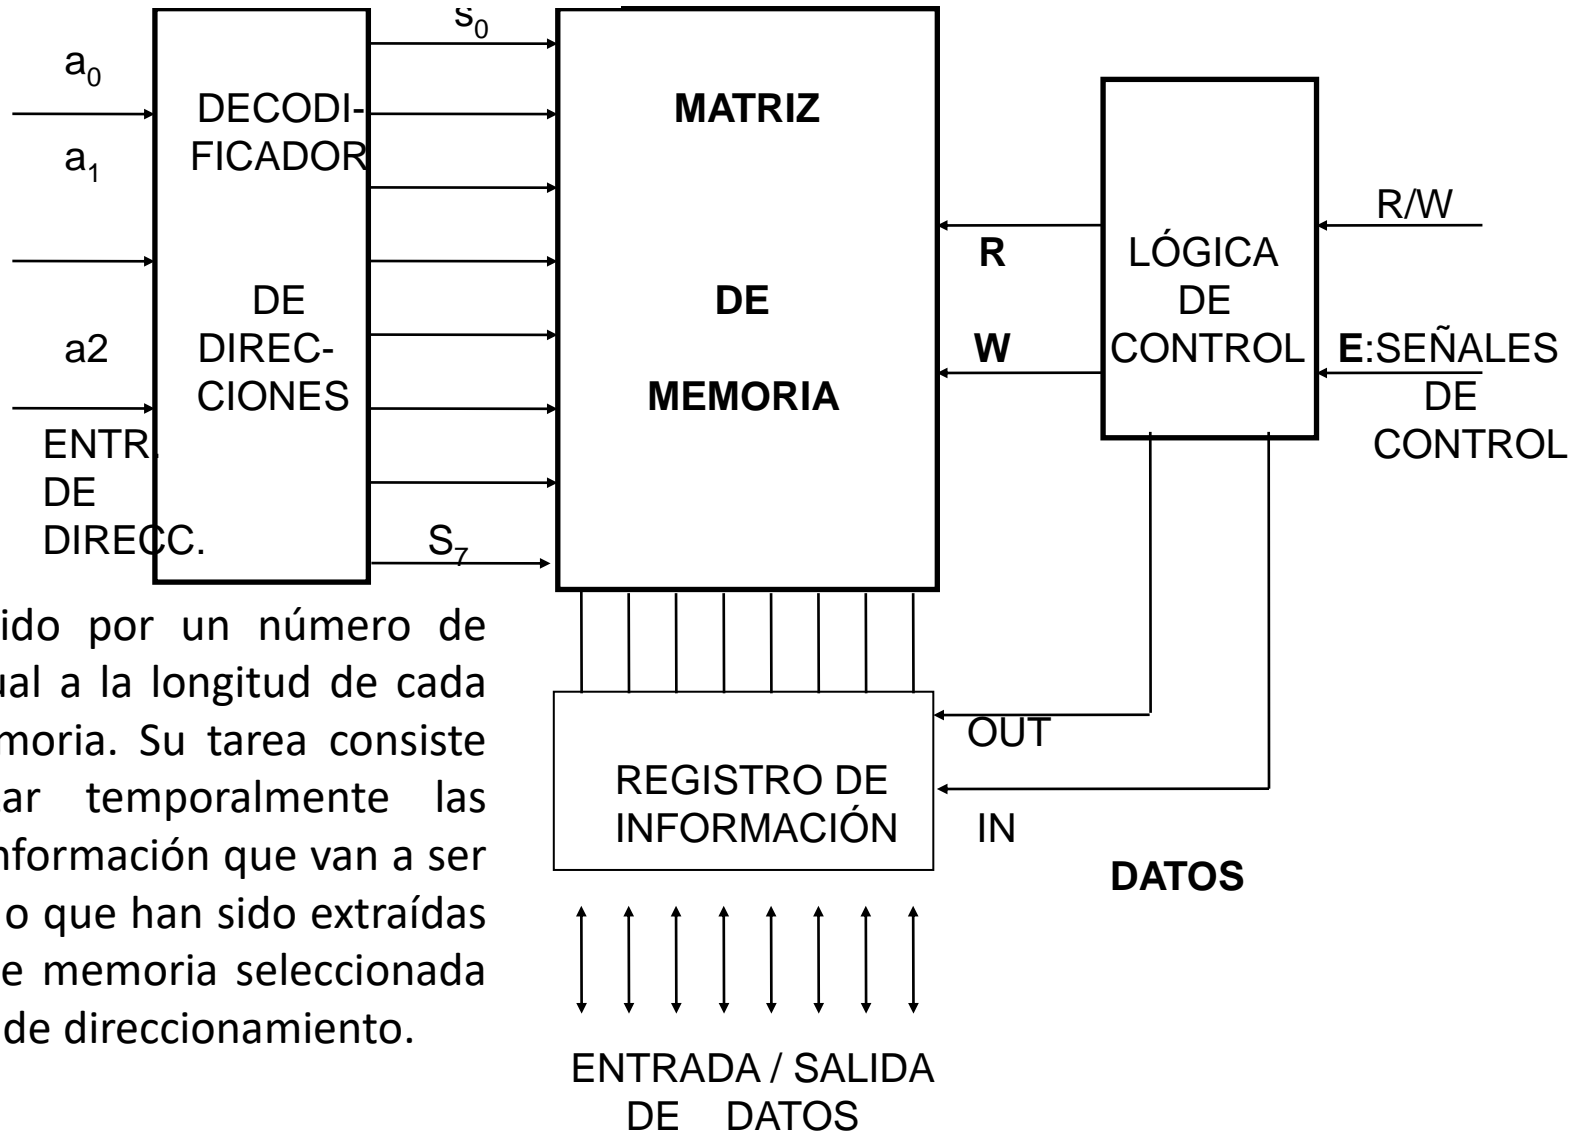 S0
a0
a1
a2
ENTR.
DE
DIRECC.
DECODI-
FICADOR
DE
DIREC-
CIONES
S7
MATRIZ
DE
MEMORIA
R
W
LÓGICA
DE
CONTROL
R/W
E:SEÑALES
DE
CONTROL
ido por un número de
ual a la longitud de cada
moria. Su tarea consiste
ar temporalmente las
nformación que van a ser
o que han sido extraídas
e memoria seleccionada
de direccionamiento.
REGISTRO DE
INFORMACIÓN
OUT
IN
DATOS
ENTRADA / SALIDA
DE DATOS